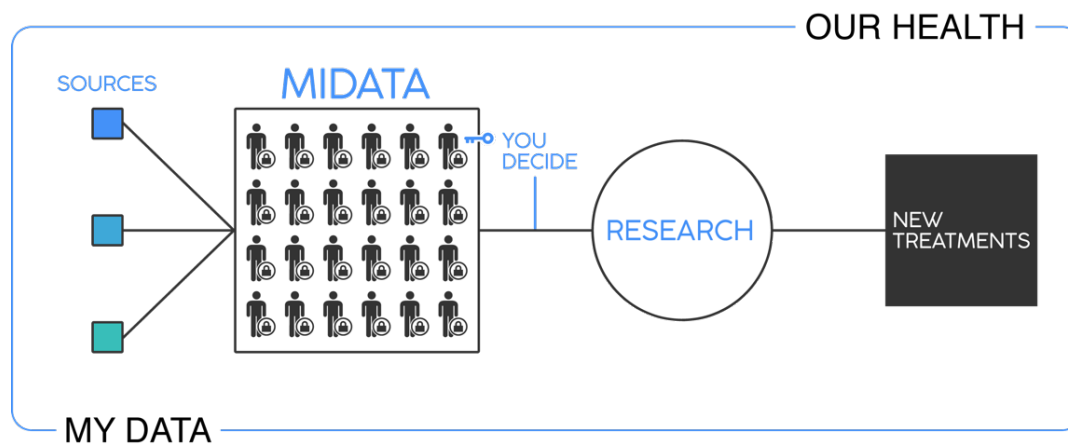 OUR HEALTH
SOURCES
MIDATA
YOU
DECIDE
RESEARCH
NEW
TREATMENTS
MY DATA